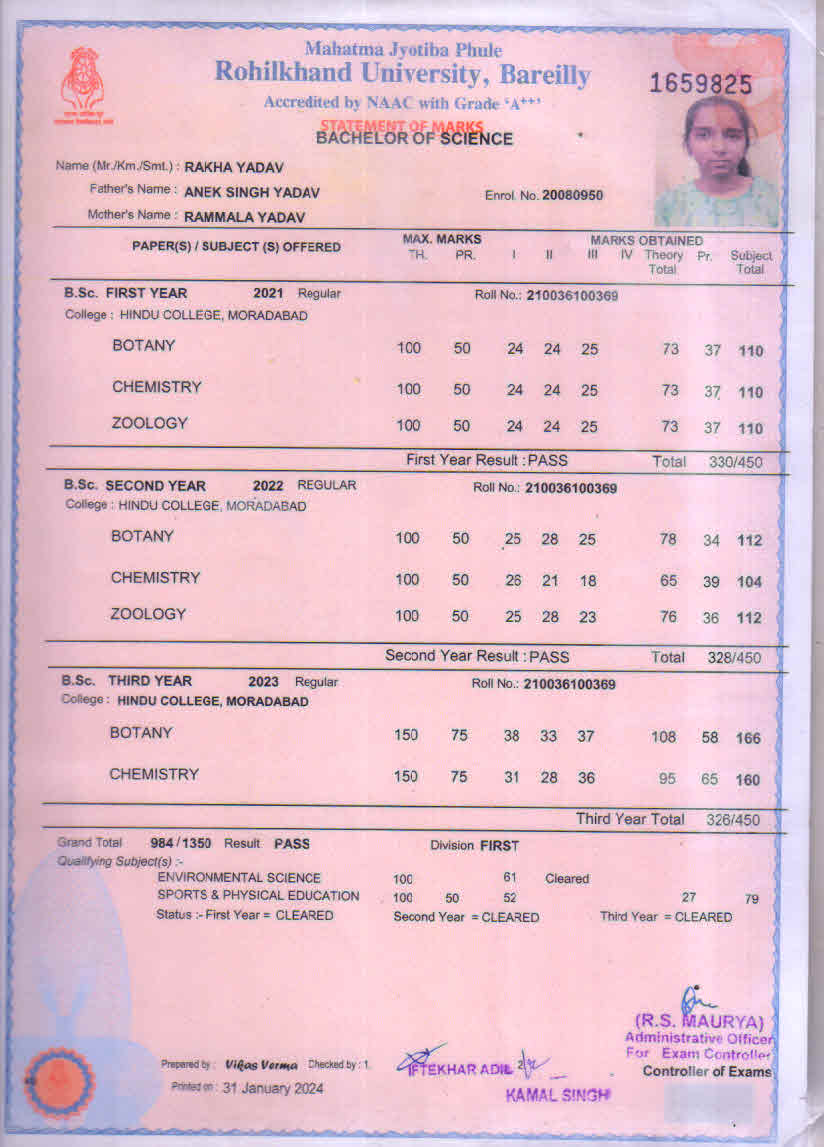 Mahatma Jyotiba Phule
Rohilkhand University, Bareilly
Accredited by NAAC with Grade 'A++'
1659825
STATEMENT OF MARKS
BACHELOR OF SCIENCE
Name (Mr./Km./Smt.) : RAKHA YADAV
Father's Name : ANEK SINGH YADAV Enrol. No. 20080950
Mother's Name : RAMMALA YADAV
PAPER(S) / SUBJECT (S) OFFERED MAX. MARKS MARKS OBTAINED
TH. PR. I II III IV Theory Total Pr. Subject Total
B.Sc. FIRST YEAR 2021 Regular Roll No.: 210036100369
College : HINDU COLLEGE, MORADABAD
BOTANY 100 50 24 24 25 73 37 110
CHEMISTRY 100 50 24 24 25 73 37 110
ZOOLOGY 100 50 24 24 25 73 37 110
First Year Result : PASS Total 330/450
B.Sc. SECOND YEAR 2022 REGULAR Roll No.: 210036100369
College : HINDU COLLEGE, MORADABAD
BOTANY 100 50 25 28 25 78 34 112
CHEMISTRY 100 50 26 21 18 65 39 104
ZOOLOGY 100 50 25 28 23 76 36 112
Second Year Result : PASS Total 328/450
B.Sc. THIRD YEAR 2023 Regular Roll No.: 210036100369
College : HINDU COLLEGE, MORADABAD
BOTANY 150 75 38 33 37 108 58 166
CHEMISTRY 150 75 31 28 36 95 65 160
Third Year Total 326/450
Grand Total 984/1350 Result PASS Division FIRST
Qualifying Subject(s) :-
ENVIRONMENTAL SCIENCE 100 61 Cleared
SPORTS & PHYSICAL EDUCATION 100 50 52 27 79
Status :- First Year = CLEARED Second Year = CLEARED Third Year = CLEARED
(R.S. MAURYA)
Administrative Officer
For Exam Controller
Controller of Exams
Prepared by : Vikas Verma Checked by : 1. IFTEKHAR ADIL 2
Printed on : 31 January 2024 KAMAL SINGH